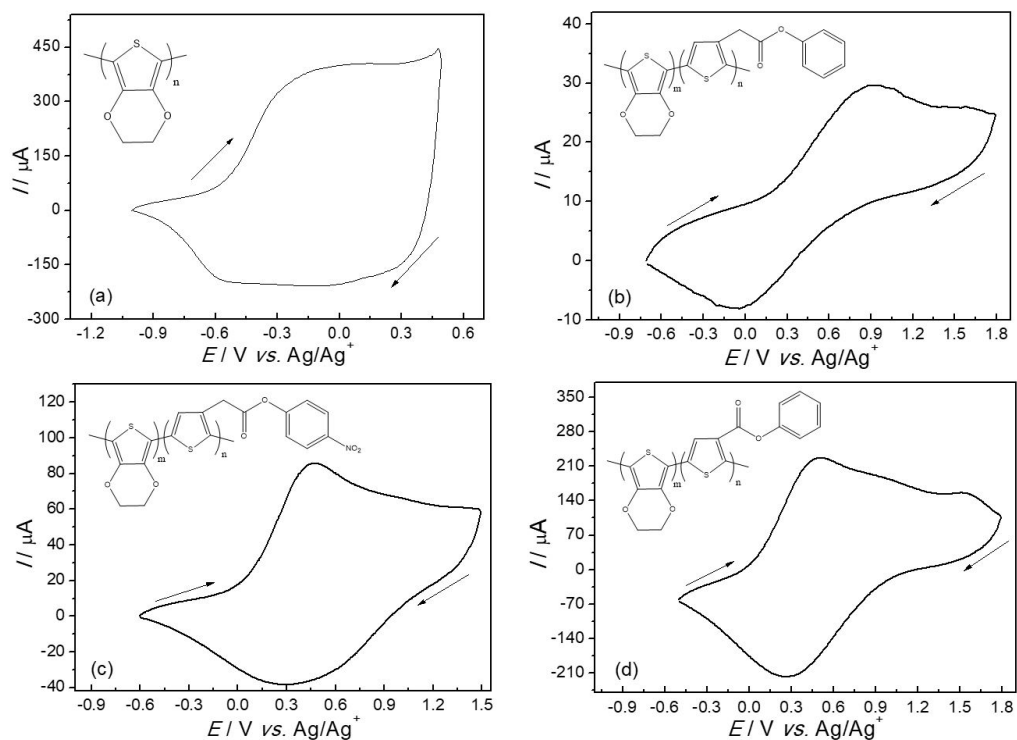 450
300
150
0
-150
-300
I / μA
S
O
O
n
(a)
-1.2 -0.9 -0.6 -0.3 0.0 0.3 0.6
E / V vs. Ag/Ag+
40
30
20
10
0
-10
I / μA
S
O
O
m
S
n
O
O
(b)
-0.6 -0.3 0.0 0.3 0.6 0.9 1.2 1.5 1.8
E / V vs. Ag/Ag+
120
100
80
60
40
20
0
-20
-40
I / μA
S
O
O
m
S
n
O
O
NO2
(c)
-0.9 -0.6 -0.3 0.0 0.3 0.6 0.9 1.2 1.5
E / V vs. Ag/Ag+
350
280
210
140
70
0
-70
-140
-210
I / μA
S
O
O
m
S
n
O
O
(d)
-0.9 -0.6 -0.3 0.0 0.3 0.6 0.9 1.2 1.5 1.8
E / V vs. Ag/Ag+